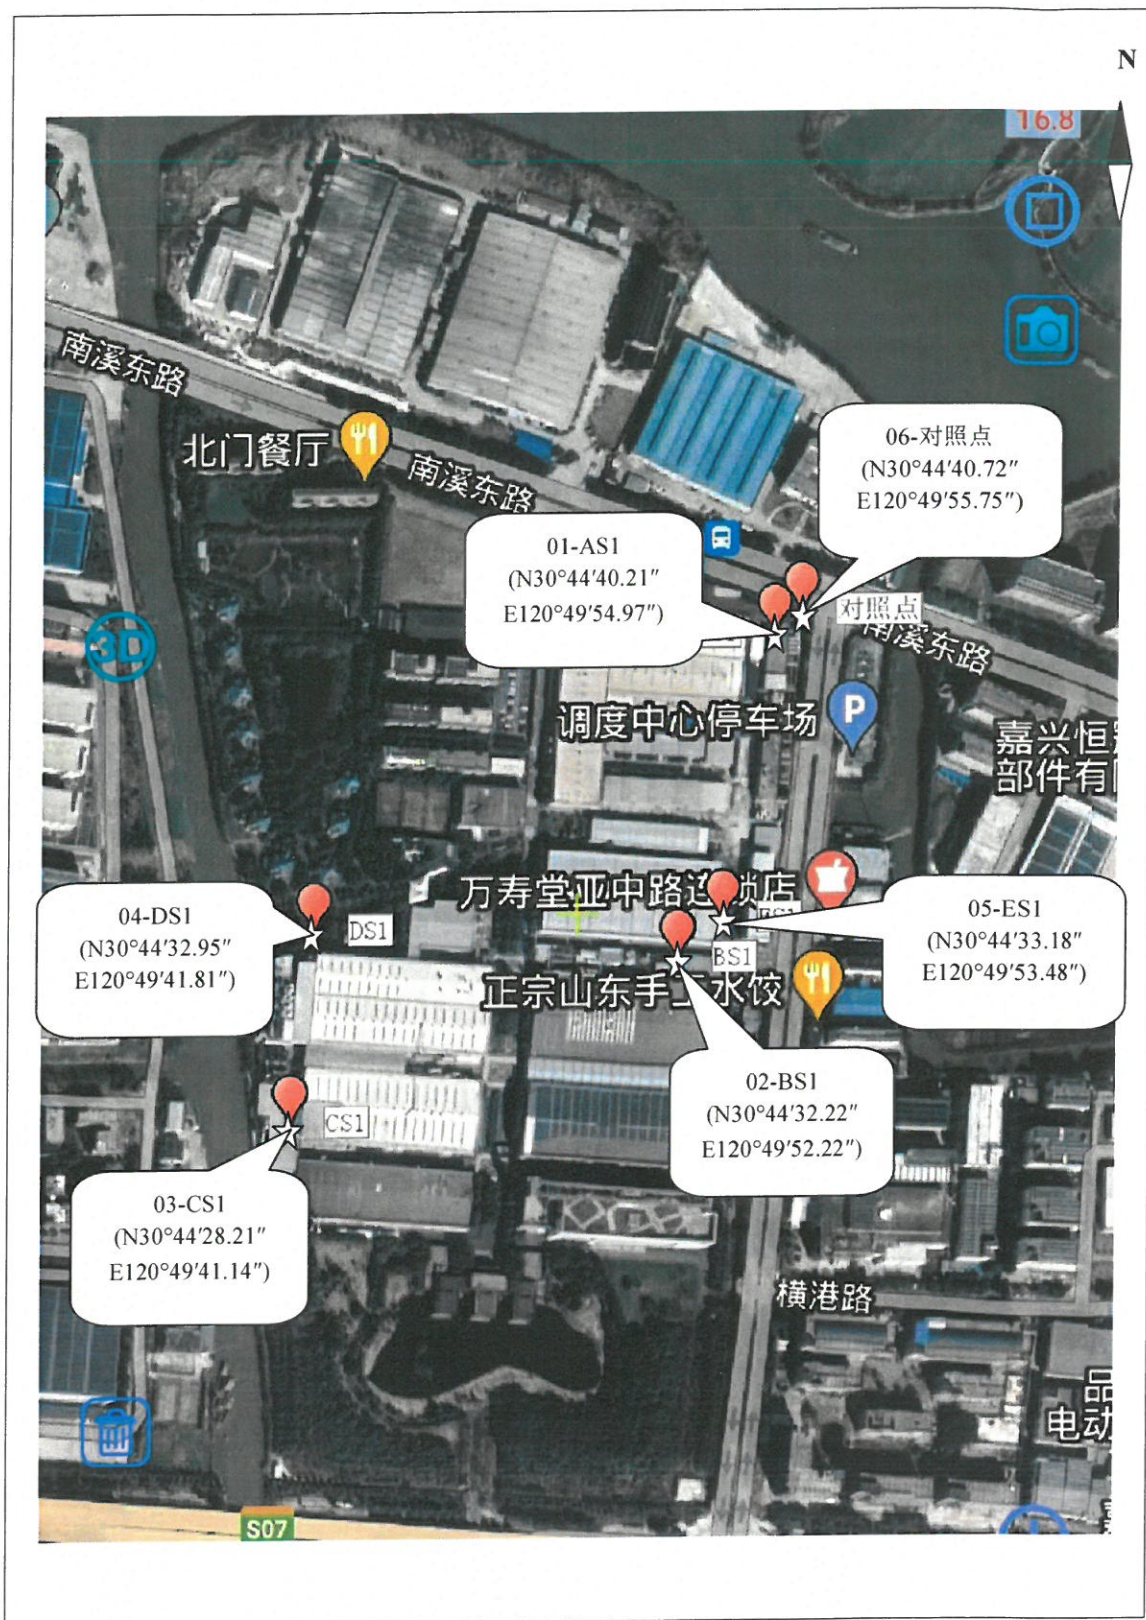 N
16.8
南溪东路
北门餐厅
南溪东路
06-对照点
(N30°44′40.72″
E120°49′55.75″)
01-AS1
(N30°44′40.21″
E120°49′54.97″)
对照点
南溪东路
3D
调度中心停车场
P
嘉兴恒
部件有
万寿堂亚中路连锁店
04-DS1
(N30°44′32.95″
E120°49′41.81″)
DS1
05-ES1
(N30°44′33.18″
E120°49′53.48″)
BS1
正宗山东手工水饺
02-BS1
(N30°44′32.22″
E120°49′52.22″)
CS1
03-CS1
(N30°44′28.21″
E120°49′41.14″)
横港路
品
电动
S07